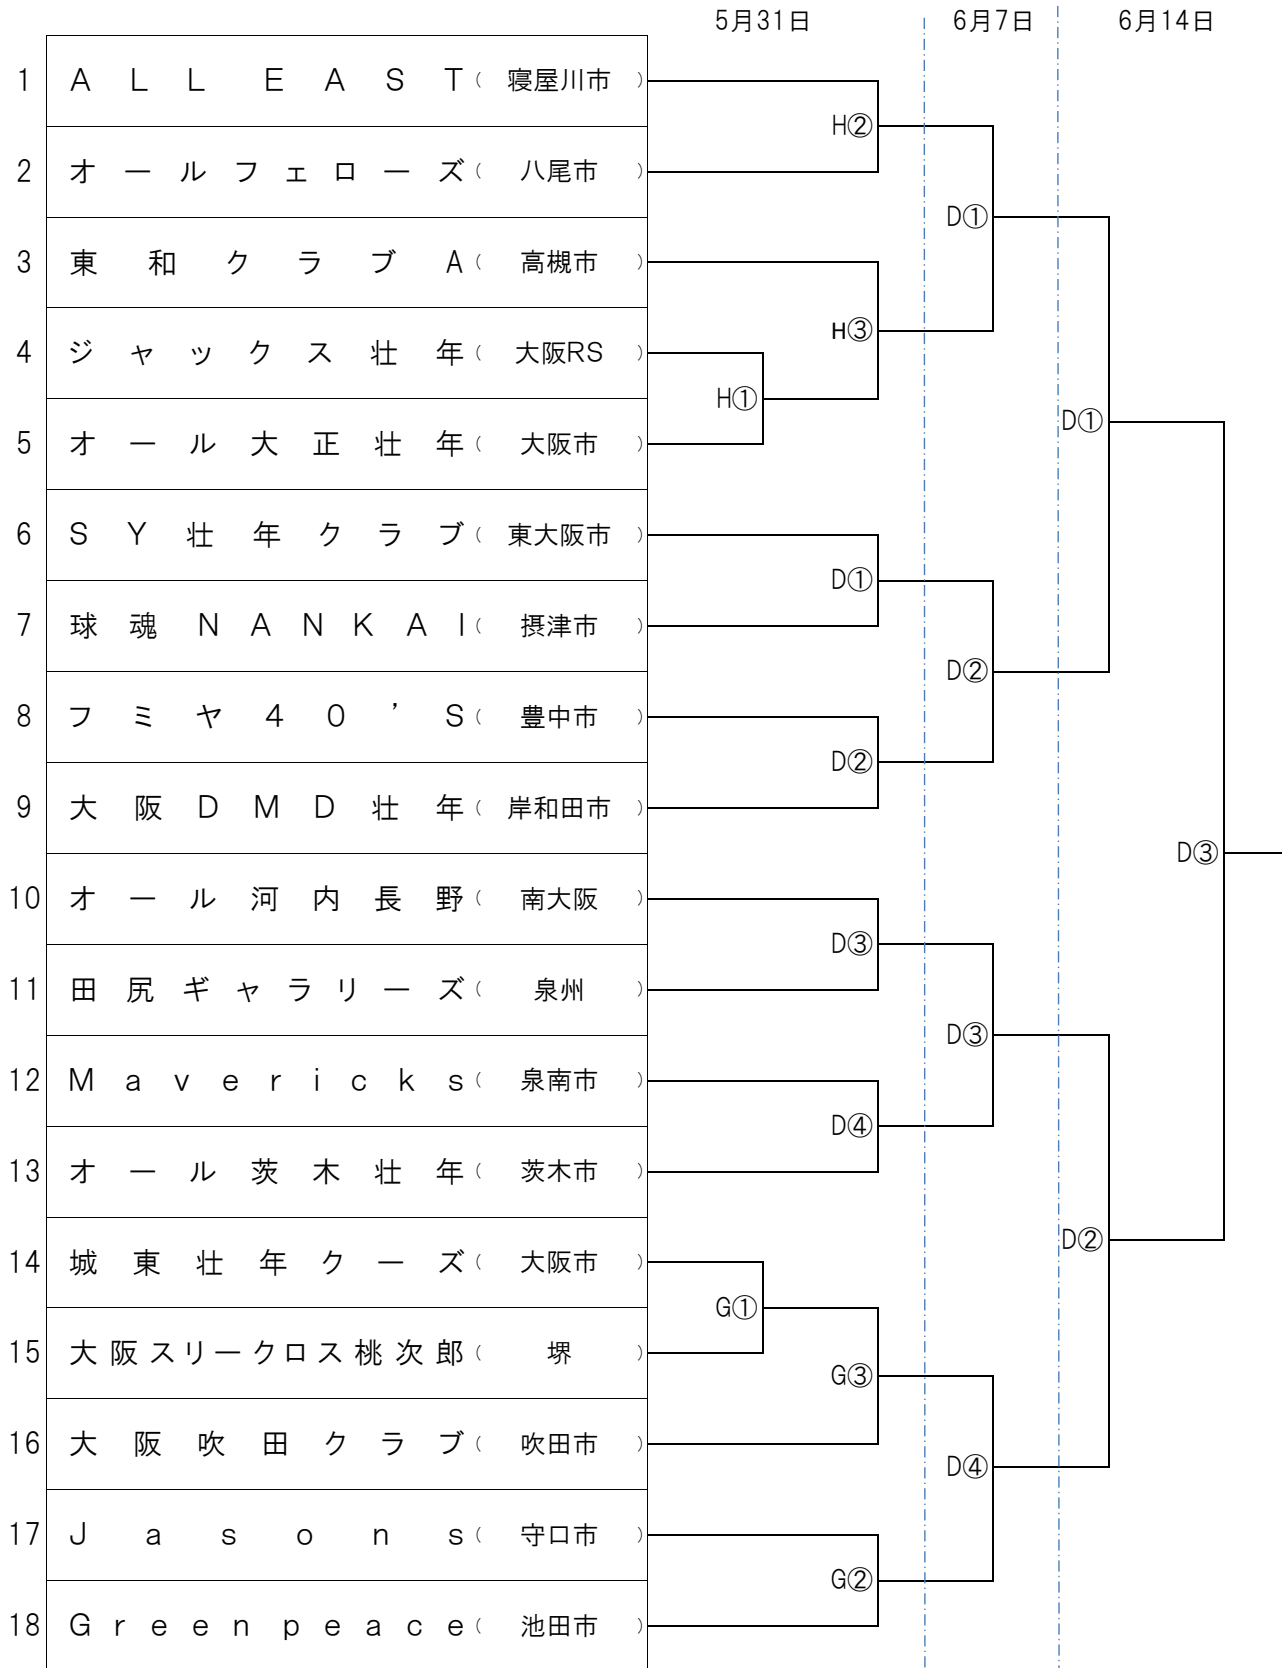 5月31日 6月7日 6月14日
1 ALL EAST(寝屋川市)
H②
2 オールフェローズ(八尾市)
D①
3 東和クラブA(高槻市)
H③
4 ジャックス壮年(大阪RS)
H①
D①
5 オール大正壮年(大阪市)
6 SY壮年クラブ(東大阪市)
D①
7 球魂NANKAI(摂津市)
D②
8 フミヤ40’S(豊中市)
D②
9 大阪DMD壮年(岸和田市)
D③
10 オール河内長野(南大阪)
D③
11 田尻ギャラリーズ(泉州)
D③
12 Mavericks(泉南市)
D④
13 オール茨木壮年(茨木市)
D②
14 城東壮年クーズ(大阪市)
G①
15 大阪スリークロス桃次郎(堺)
G③
16 大阪吹田クラブ(吹田市)
D④
17 Jasons(守口市)
G②
18 Greenpeace(池田市)